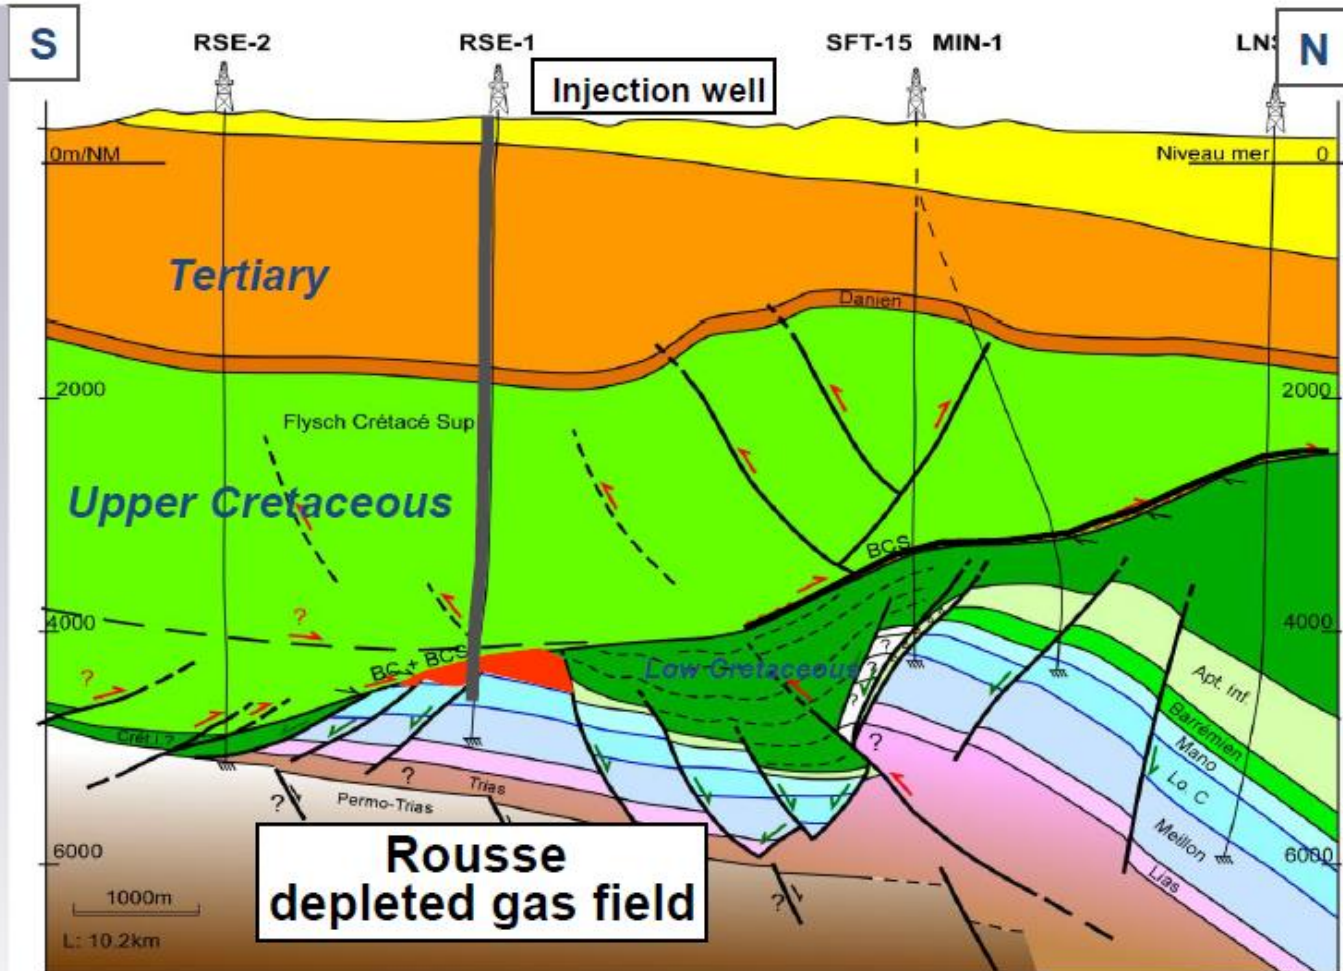 S
RSE-2
RSE-1
SFT-15 MIN-1
N
Injection well
0m/NM
Niveau mer 0
Tertiary
Danien
2000
2000
Flysch Crétacé Sup
Upper Cretaceous
BCS
?
4000
4000
?
BCS
Low Cretaceous
?
?
?
Apt. inf.
Barrémien
Mano
Lo. C
Meillon
Lias
Crét i ?
?
?
Trias
Permo-Trias
?
6000
6000
Rousse
depleted gas field
?
1000m
L: 10.2km